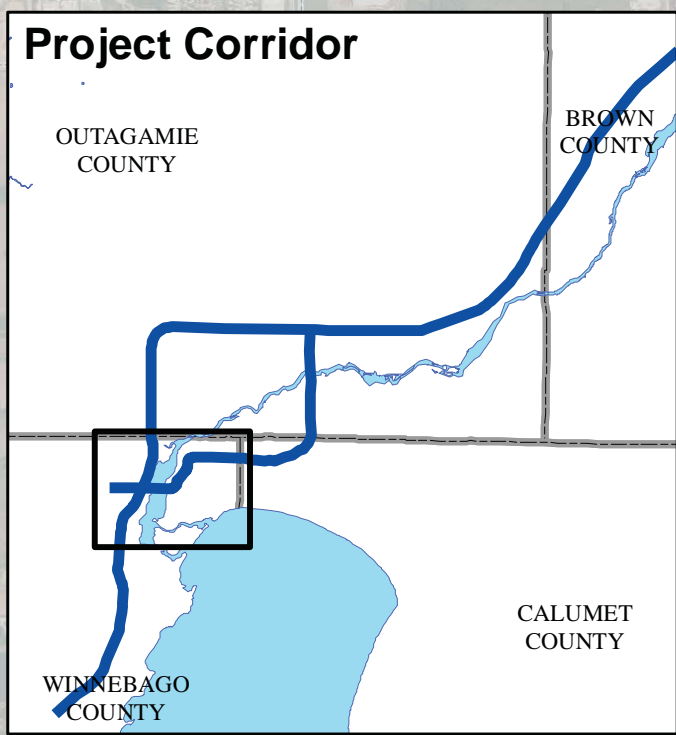 Project Corridor
OUTAGAMIE
COUNTY
BROWN
COUNTY
CALUMET
COUNTY
WINNEBAGO
COUNTY